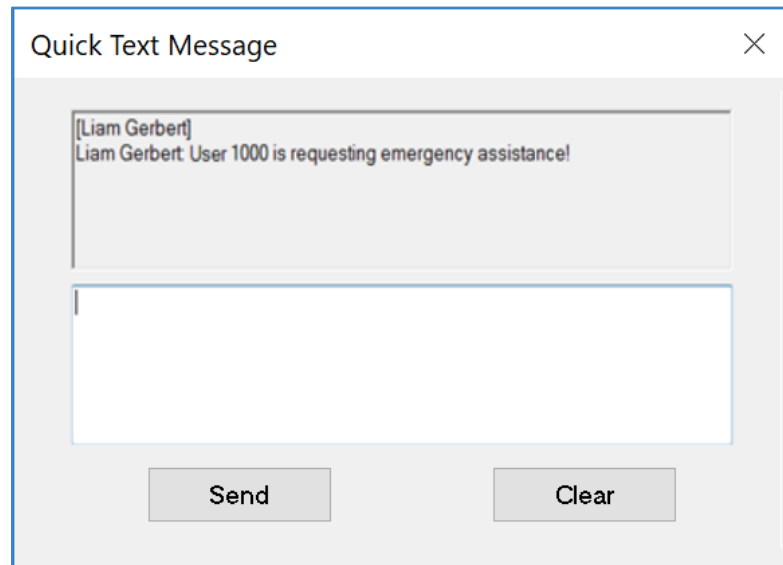 Quick Text Message
[Liam Gerbert]
Liam Gerbert: User 1000 is requesting emergency assistance!
Send
Clear